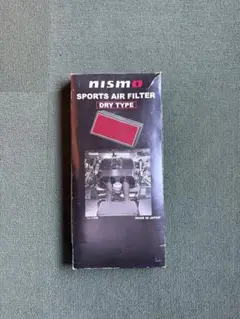 nismo
SPORTS AIR FILTER
DRY TYPE
MADE IN JAPAN